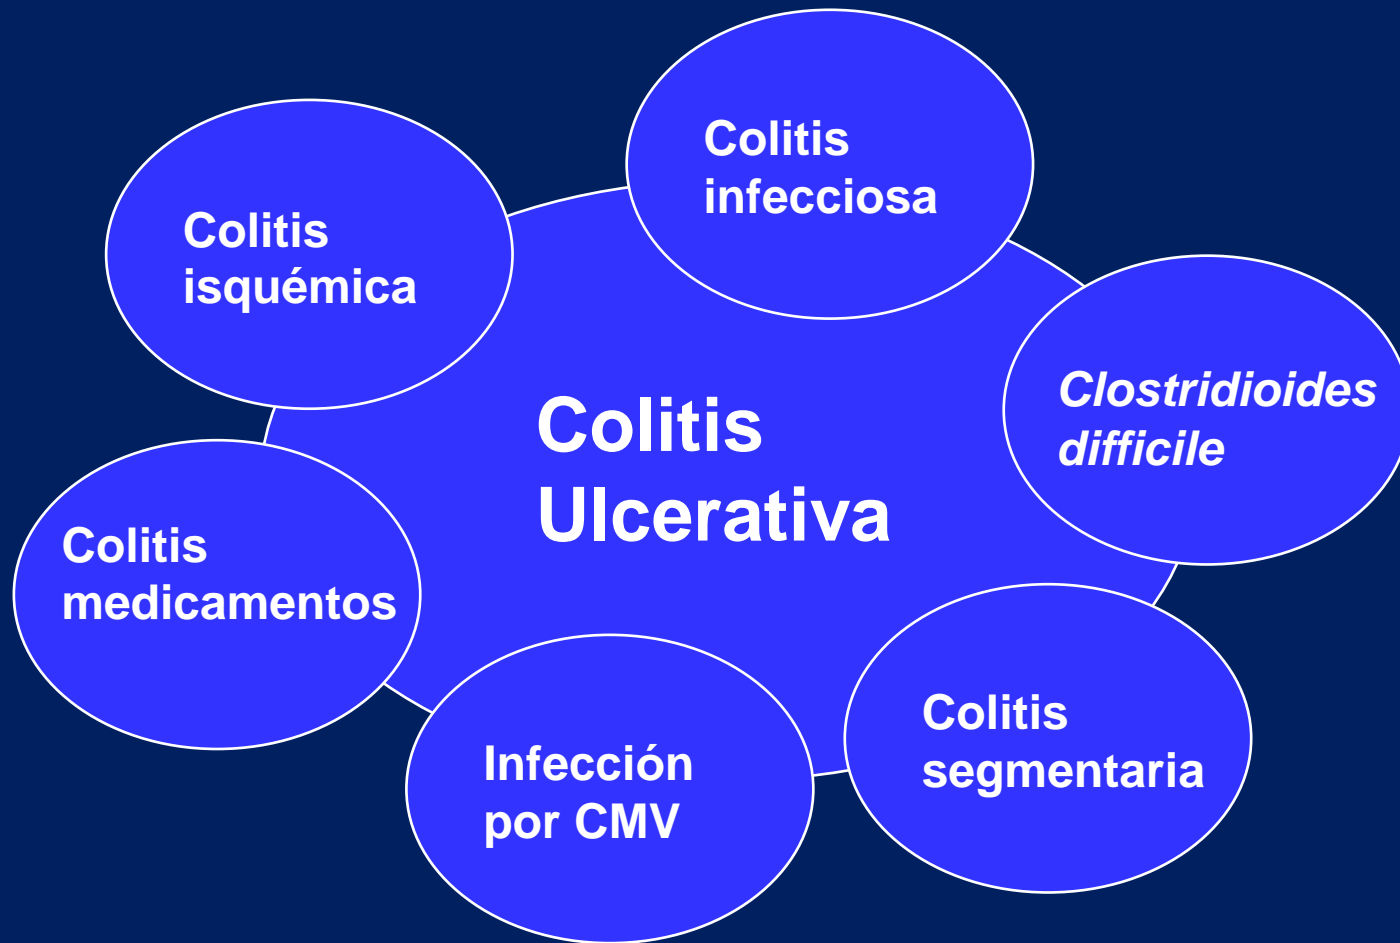 Colitis
infecciosa
Colitis
isquémica
Clostridioides
difficile
Colitis
Ulcerativa
Colitis
medicamentos
Colitis
segmentaria
Infección
por CMV